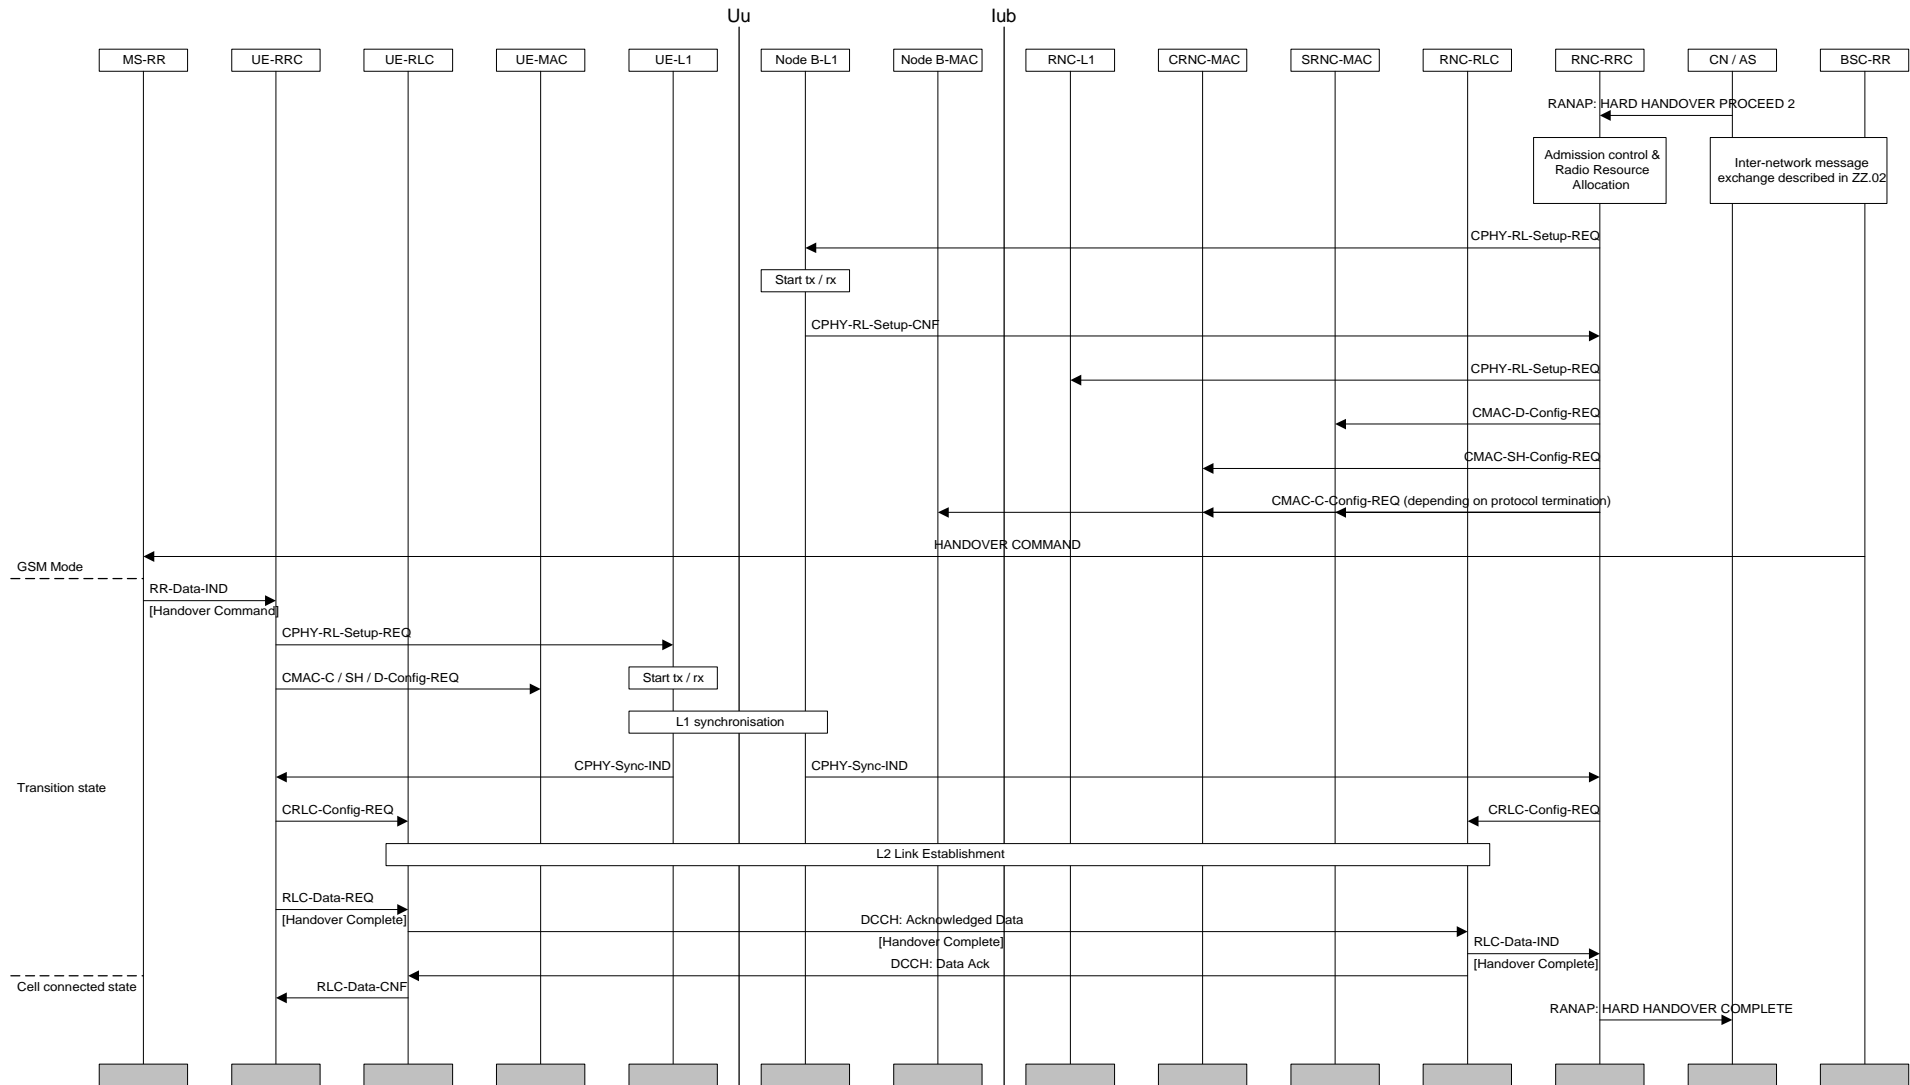 Uu
Iub
MS-RR
UE-RRC
UE-RLC
UE-MAC
UE-L1
Node B-L1
Node B-MAC
RNC-L1
CRNC-MAC
SRNC-MAC
RNC-RLC
RNC-RRC
CN / AS
BSC-RR
RANAP: HARD HANDOVER PROCEED 2
Admission control &
Radio Resource
Allocation
Inter-network message
exchange described in ZZ.02
CPHY-RL-Setup-REQ
Start tx / rx
CPHY-RL-Setup-CNF
CPHY-RL-Setup-REQ
CMAC-D-Config-REQ
CMAC-SH-Config-REQ
CMAC-C-Config-REQ (depending on protocol termination)
HANDOVER COMMAND
GSM Mode
RR-Data-IND
[Handover Command]
CPHY-RL-Setup-REQ
CMAC-C / SH / D-Config-REQ
Start tx / rx
L1 synchronisation
CPHY-Sync-IND
CPHY-Sync-IND
Transition state
CRLC-Config-REQ
CRLC-Config-REQ
L2 Link Establishment
RLC-Data-REQ
[Handover Complete]
DCCH: Acknowledged Data
[Handover Complete]
RLC-Data-IND
[Handover Complete]
DCCH: Data Ack
Cell connected state
RLC-Data-CNF
RANAP: HARD HANDOVER COMPLETE